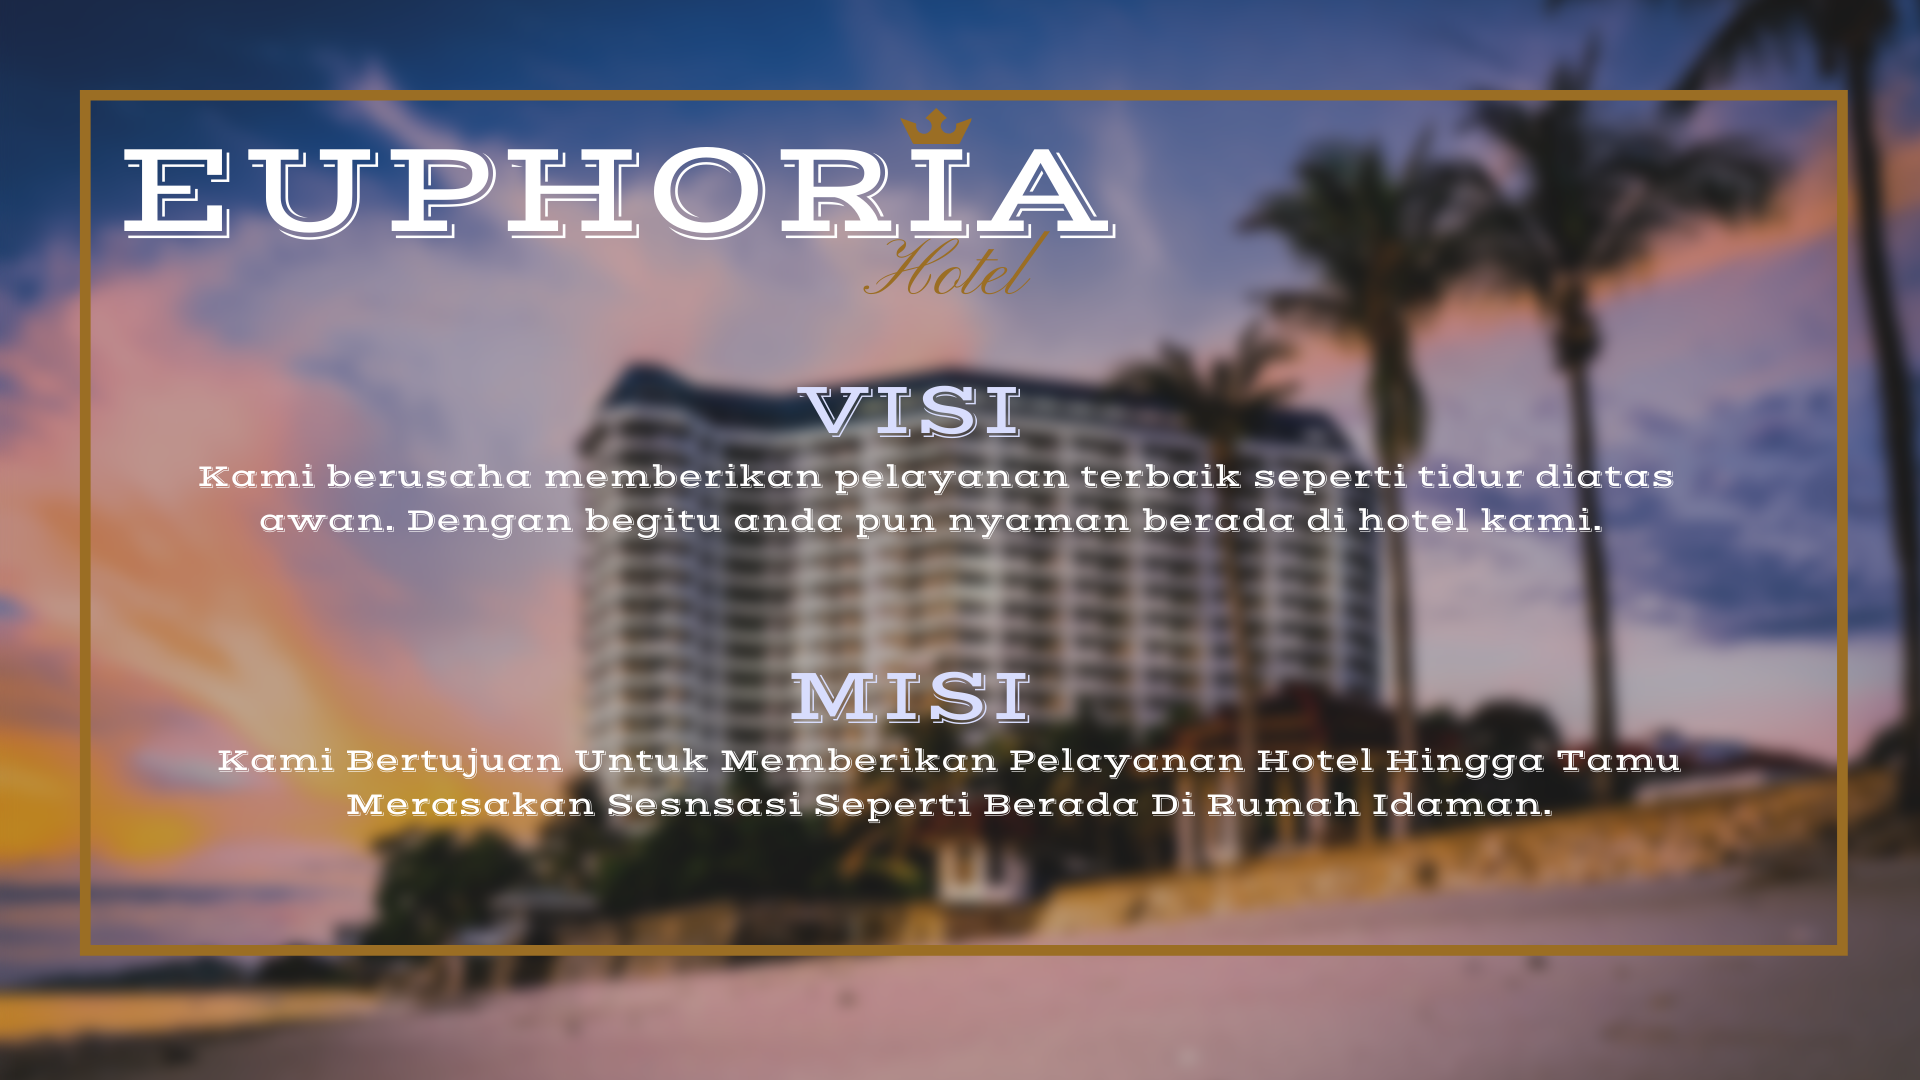 EUPHORIA
Hotel
VISI
Kami berusaha memberikan pelayanan terbaik seperti tidur diatas
awan. Dengan begitu anda pun nyaman berada di hotel kami.
MISI
Kami Bertujuan Untuk Memberikan Pelayanan Hotel Hingga Tamu
Merasakan Sesnsasi Seperti Berada Di Rumah Idaman.